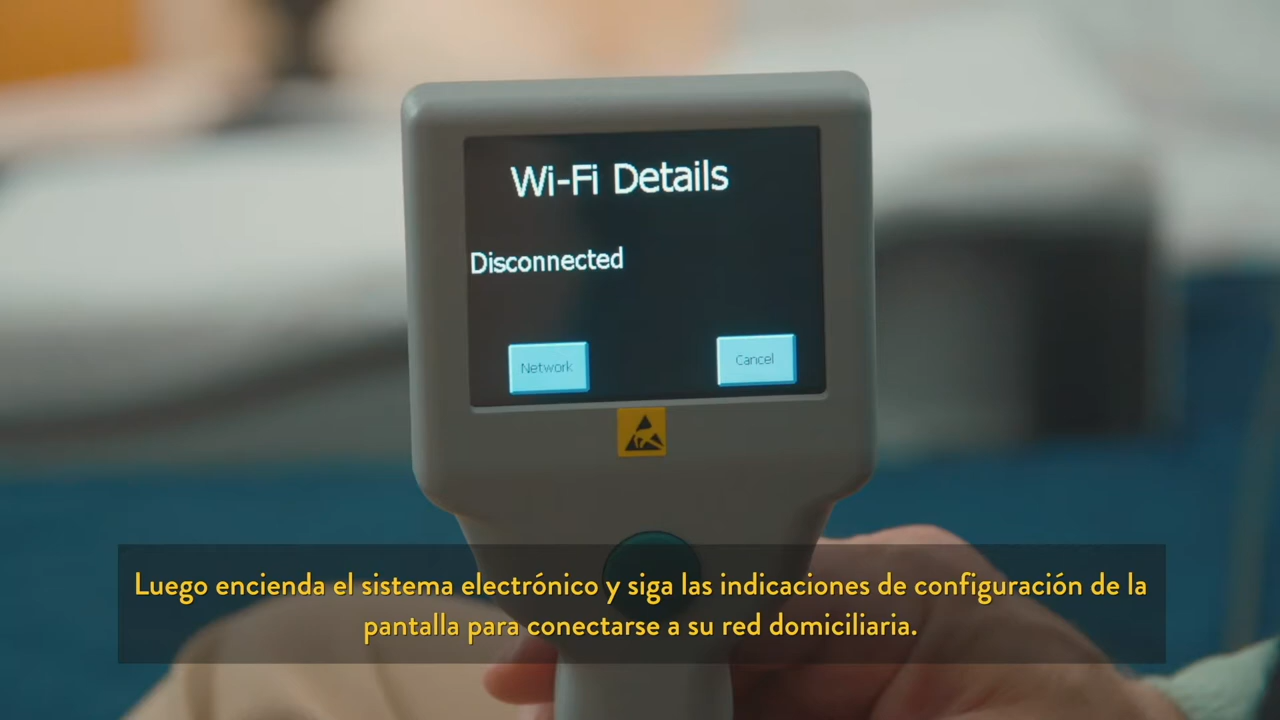 Wi-Fi Details
Disconnected
Network
Cancel
Luego encienda el sistema electrónico y siga las indicaciones de configuración de la
pantalla para conectarse a su red domiciliaria.